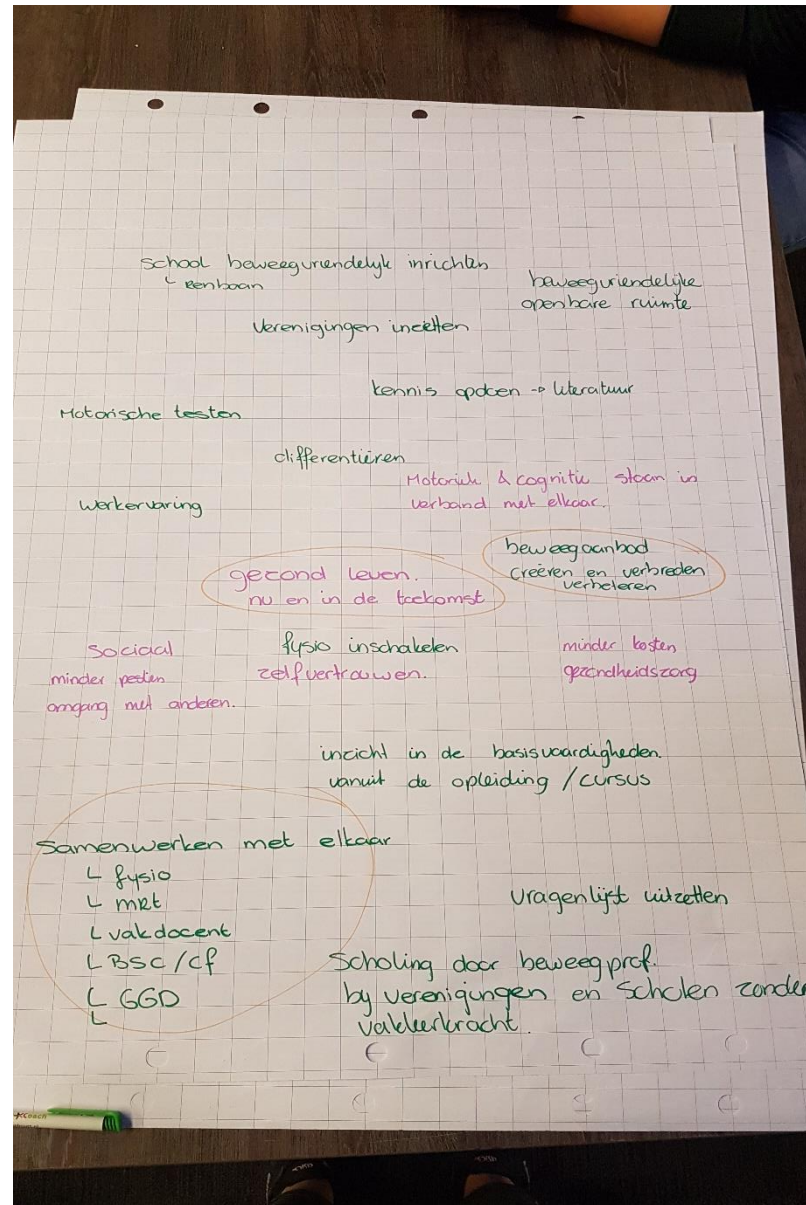 school beweegvriendelijk inrichten
└ renbaan
beweegvriendelijke
openbare ruimte
Verenigingen inzetten
kennis opdoen → literatuur
Motorische testen
differentiëren
Motoriek & cognitie staan in
verband met elkaar.
Werkervaring
beweegaanbod
creëren en verbreden
verbeteren
gezond leven.
nu en in de toekomst
Sociaal
minder pesten
omgang met anderen.
fysio inschakelen
zelfvertrouwen.
minder kosten
gezondheidszorg
inzicht in de basisvaardigheden.
vanuit de opleiding / cursus
Samenwerken met elkaar
└ fysio
└ mrt
└ vakdocent
└ BSC / cf
└ GGD
└
Vragenlijst uitzetten
Scholing door beweegprof.
bij verenigingen en scholen zonder
vakleerkracht.